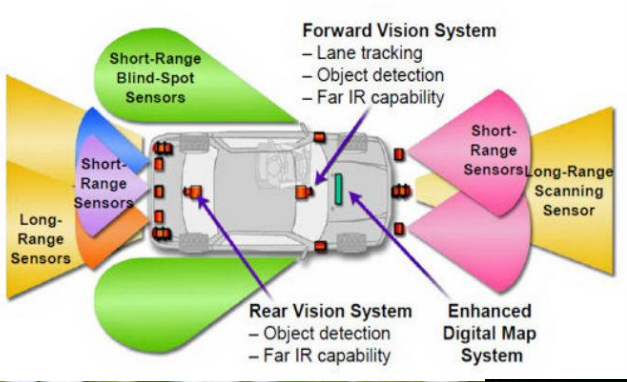 Forward Vision System
– Lane tracking
– Object detection
– Far IR capability
Short-Range
Blind-Spot
Sensors
Short-
Range
Sensors
Long-
Range
Sensors
Short-
Range
Sensors
Long-Range
Scanning
Sensor
Rear Vision System
– Object detection
– Far IR capability
Enhanced
Digital Map
System